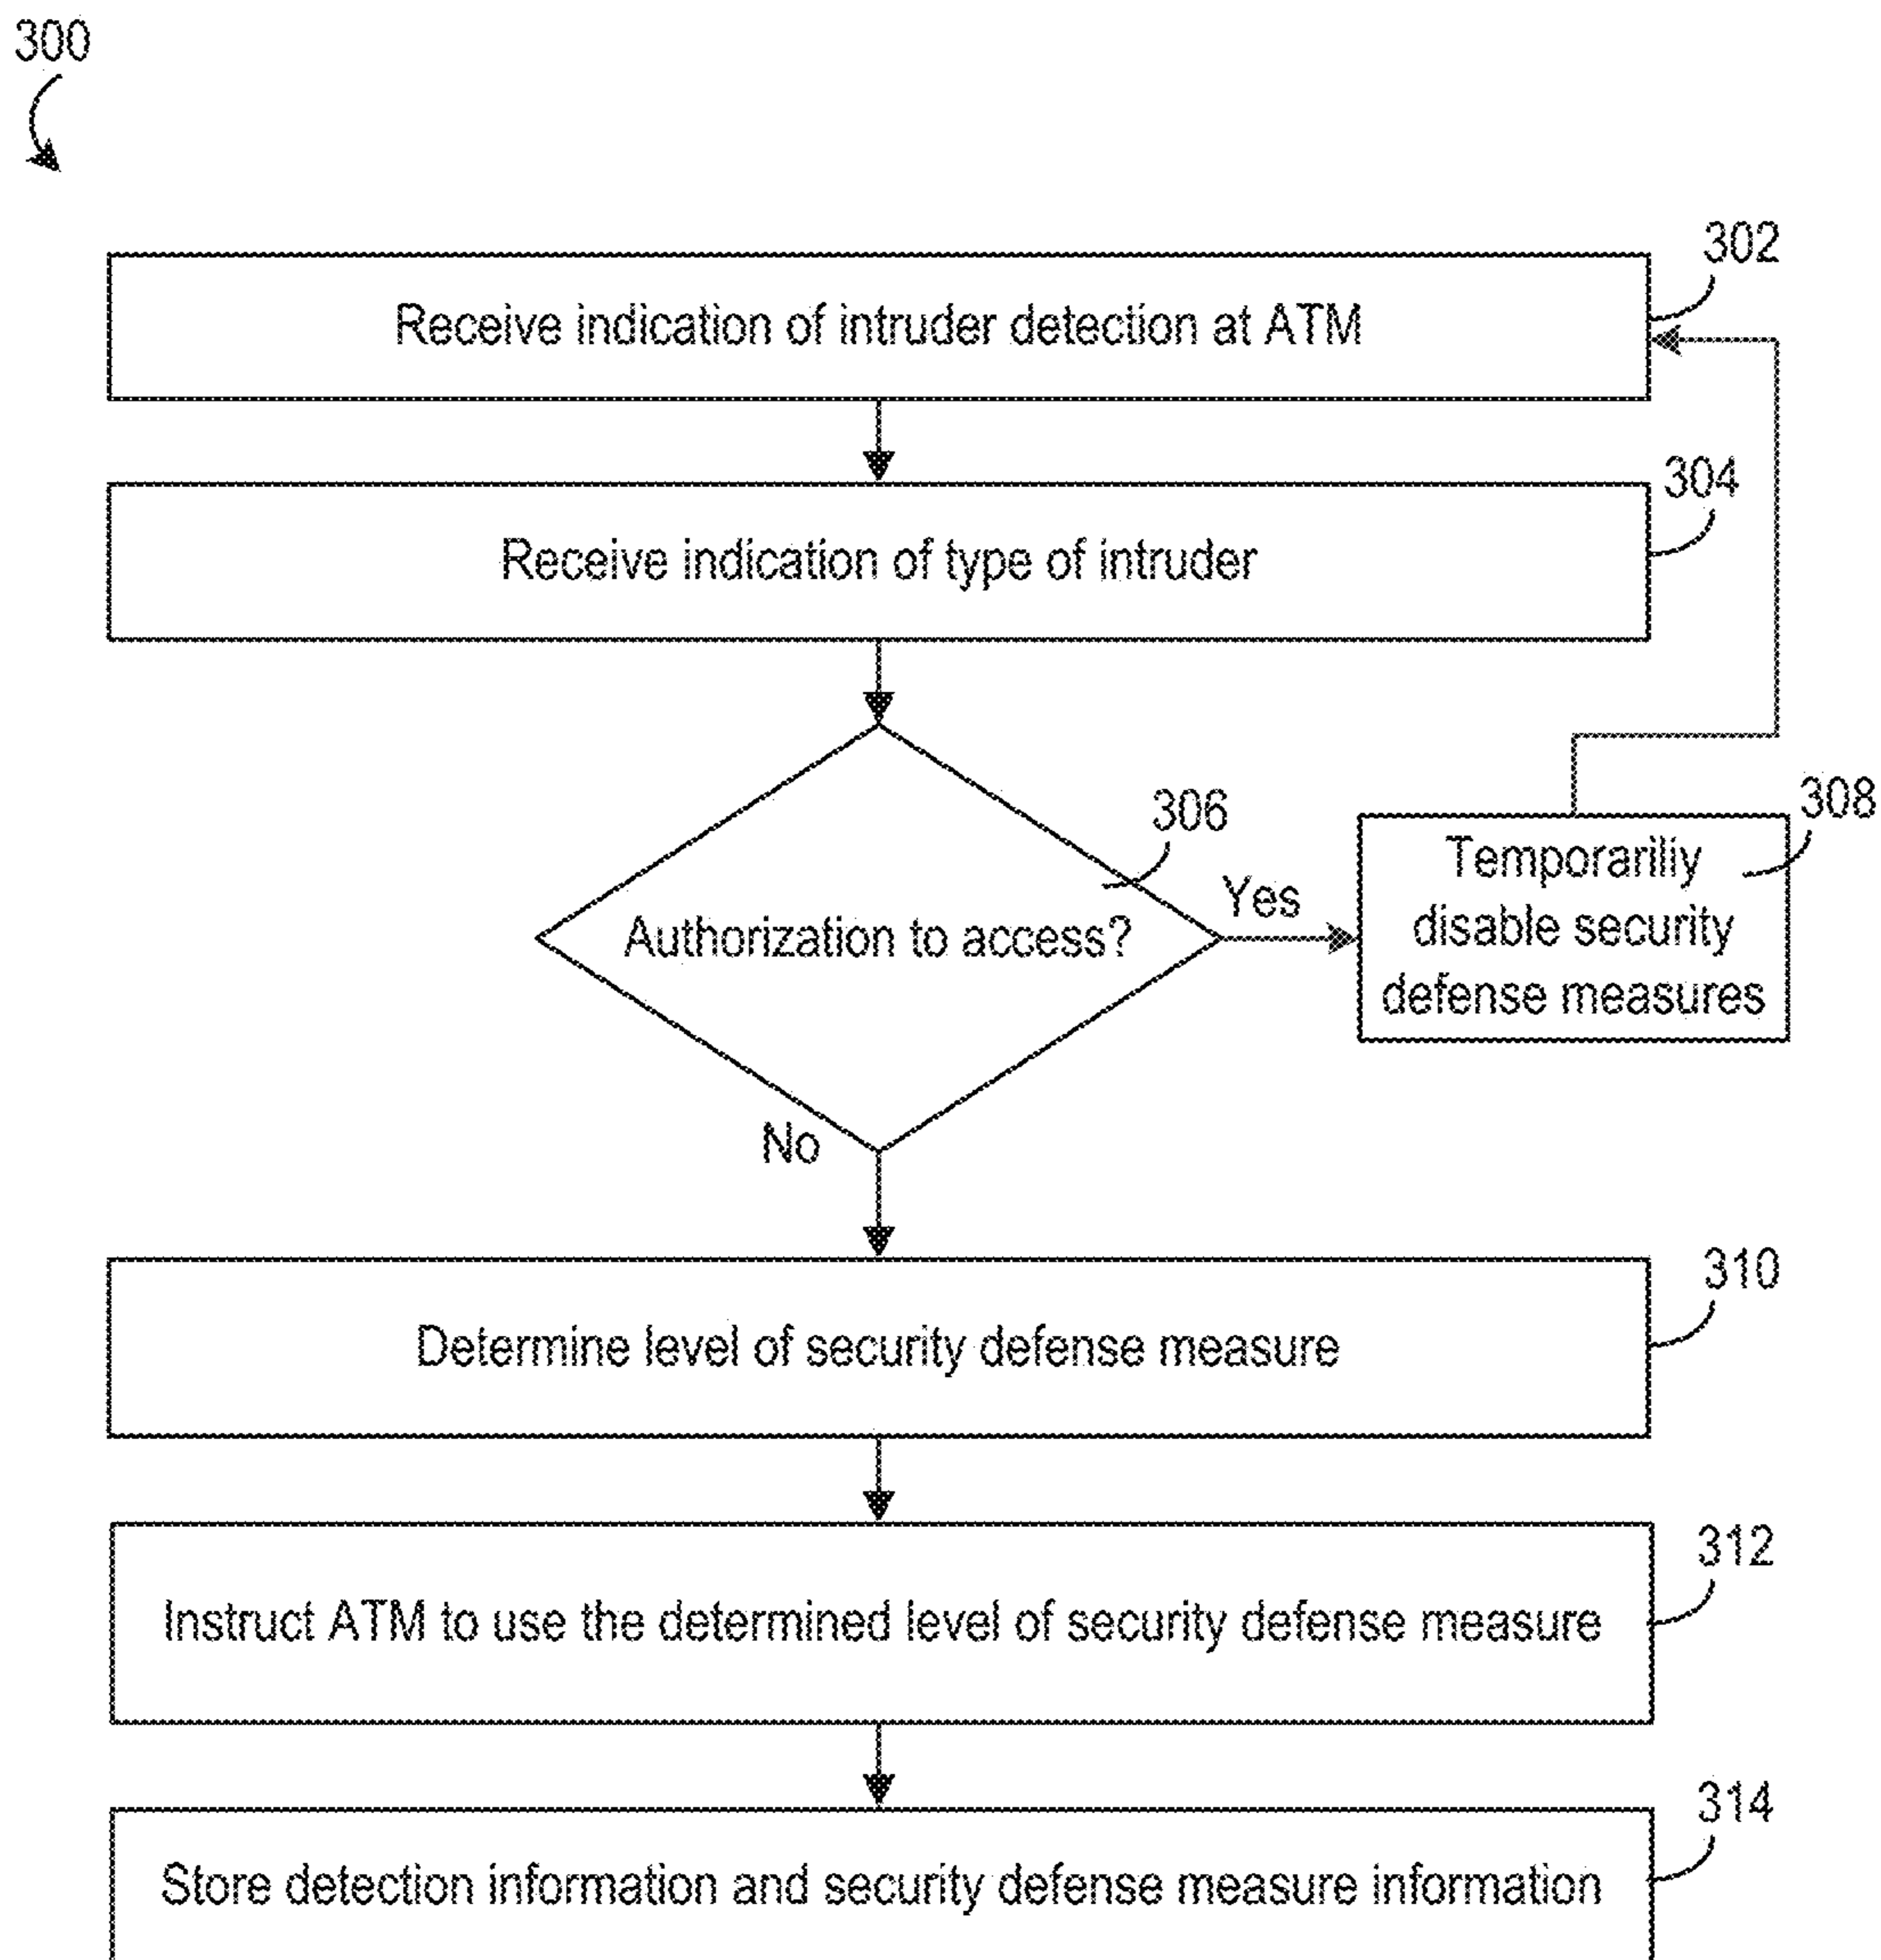 300
302
Receive indication of intruder detection at ATM
304
Receive indication of type of intruder
306
Authorization to access?
Yes
308
Temporariliy
disable security
defense measures
No
310
Determine level of security defense measure
312
Instruct ATM to use the determined level of security defense measure
314
Store detection information and security defense measure information